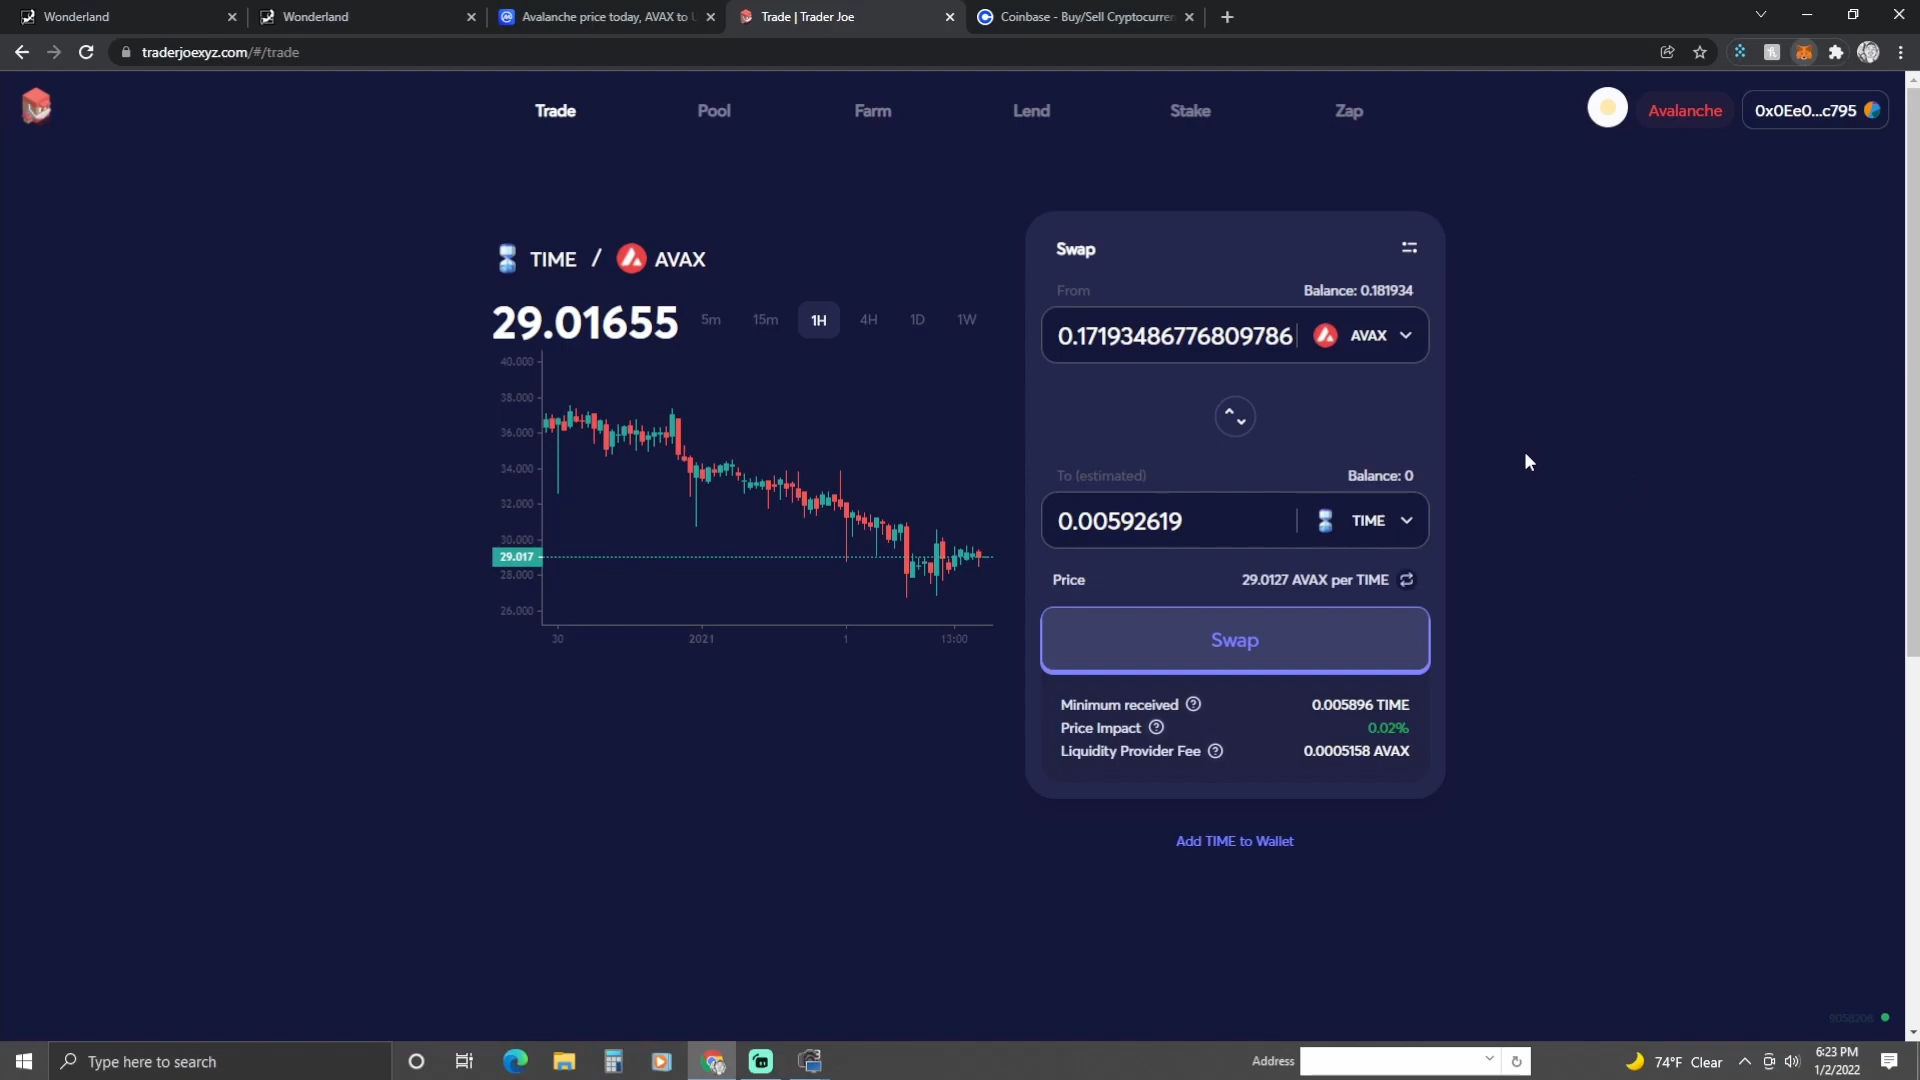 Wonderland
Wonderland
Avalanche price today, AVAX to U
Trade | Trader Joe
Coinbase - Buy/Sell Cryptocurren
traderjoexyz.com/#/trade
Trade
Pool
Farm
Lend
Stake
Zap
Avalanche
0x0Ee0...c795
TIME / AVAX
29.01655
5m
15m
1H
4H
1D
1W
40.000
38.000
36.000
34.000
32.000
30.000
29.017
28.000
26.000
30
2021
1
13:00
Swap
From
Balance: 0.181934
0.17193486776809786
AVAX
To (estimated)
Balance: 0
0.00592619
TIME
Price
29.0127 AVAX per TIME
Swap
Minimum received
0.005896 TIME
Price Impact
0.02%
Liquidity Provider Fee
0.0005158 AVAX
Add TIME to Wallet
9058208
Type here to search
Address
74°F Clear
6:23 PM
1/2/2022